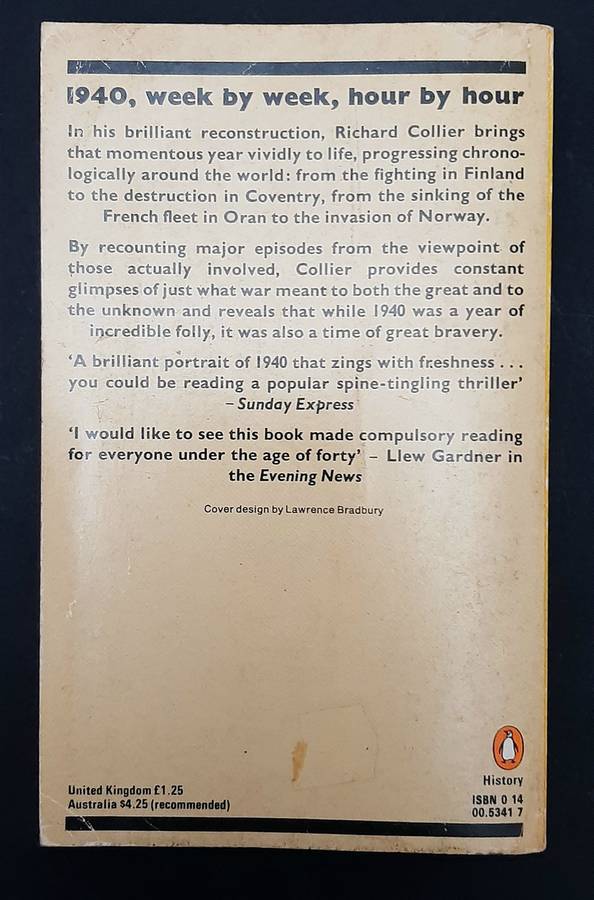 1940, week by week, hour by hour
In his brilliant reconstruction, Richard Collier brings
that momentous year vividly to life, progressing chrono-
logically around the world: from the fighting in Finland
to the destruction in Coventry, from the sinking of the
French fleet in Oran to the invasion of Norway.
By recounting major episodes from the viewpoint of
those actually involved, Collier provides constant
glimpses of just what war meant to both the great and to
the unknown and reveals that while 1940 was a year of
incredible folly, it was also a time of great bravery.
‘A brilliant portrait of 1940 that zings with freshness ...
you could be reading a popular spine-tingling thriller’
– Sunday Express
‘I would like to see this book made compulsory reading
for everyone under the age of forty’ – Llew Gardner in
the Evening News
Cover design by Lawrence Bradbury
United Kingdom £1.25
Australia $4.25 (recommended)
History
ISBN 0 14
00.5341 7